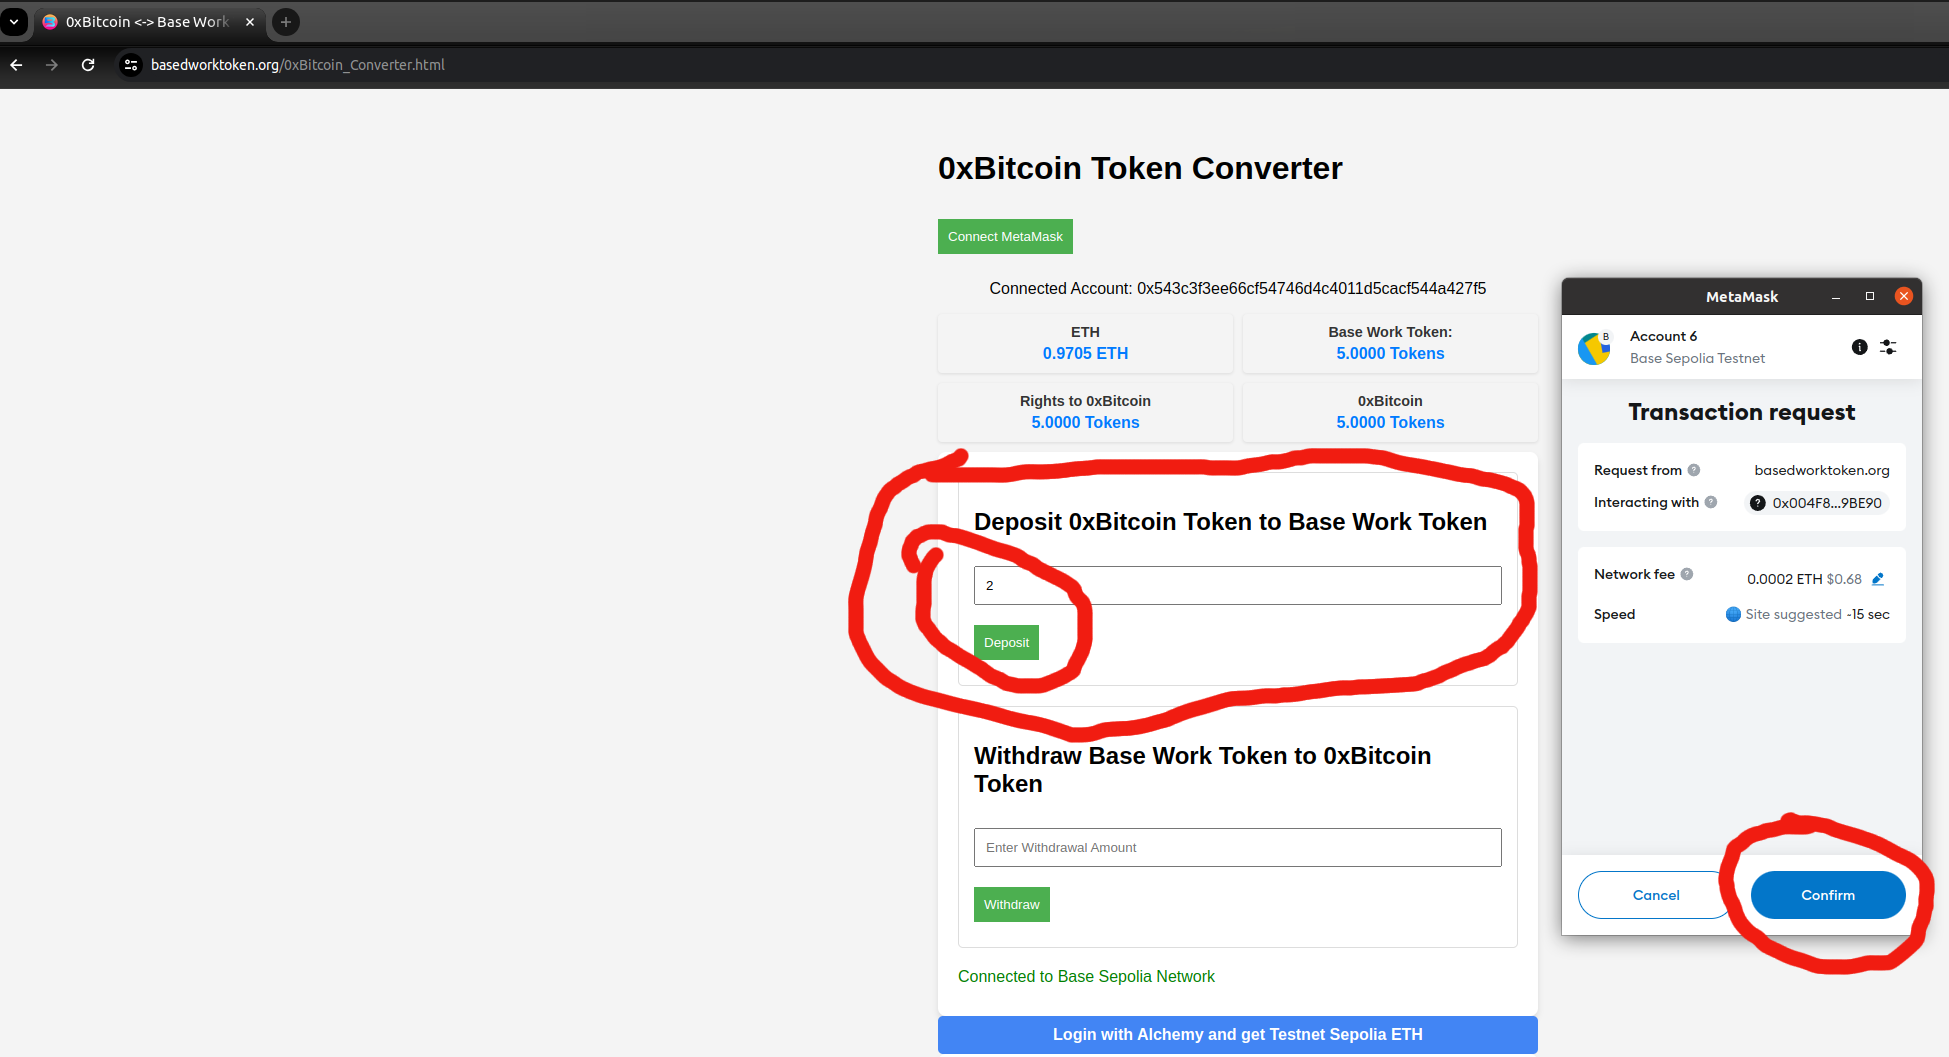 0xBitcoin <-> Base Work
basedworktoken.org/0xBitcoin_Converter.html
0xBitcoin Token Converter
Connect MetaMask
Connected Account: 0x543c3f3ee66cf54746d4c4011d5cacf544a427f5
ETH
0.9705 ETH
Base Work Token:
5.0000 Tokens
Rights to 0xBitcoin
5.0000 Tokens
0xBitcoin
5.0000 Tokens
Deposit 0xBitcoin Token to Base Work Token
2
Deposit
Withdraw Base Work Token to 0xBitcoin
Token
Enter Withdrawal Amount
Withdraw
Connected to Base Sepolia Network
Login with Alchemy and get Testnet Sepolia ETH
MetaMask
B
Account 6
Base Sepolia Testnet
Transaction request
Request from ? basedworktoken.org
Interacting with ? ? 0x004F8...9BE90
Network fee ? 0.0002 ETH $0.68
Speed Site suggested ~15 sec
Cancel
Confirm